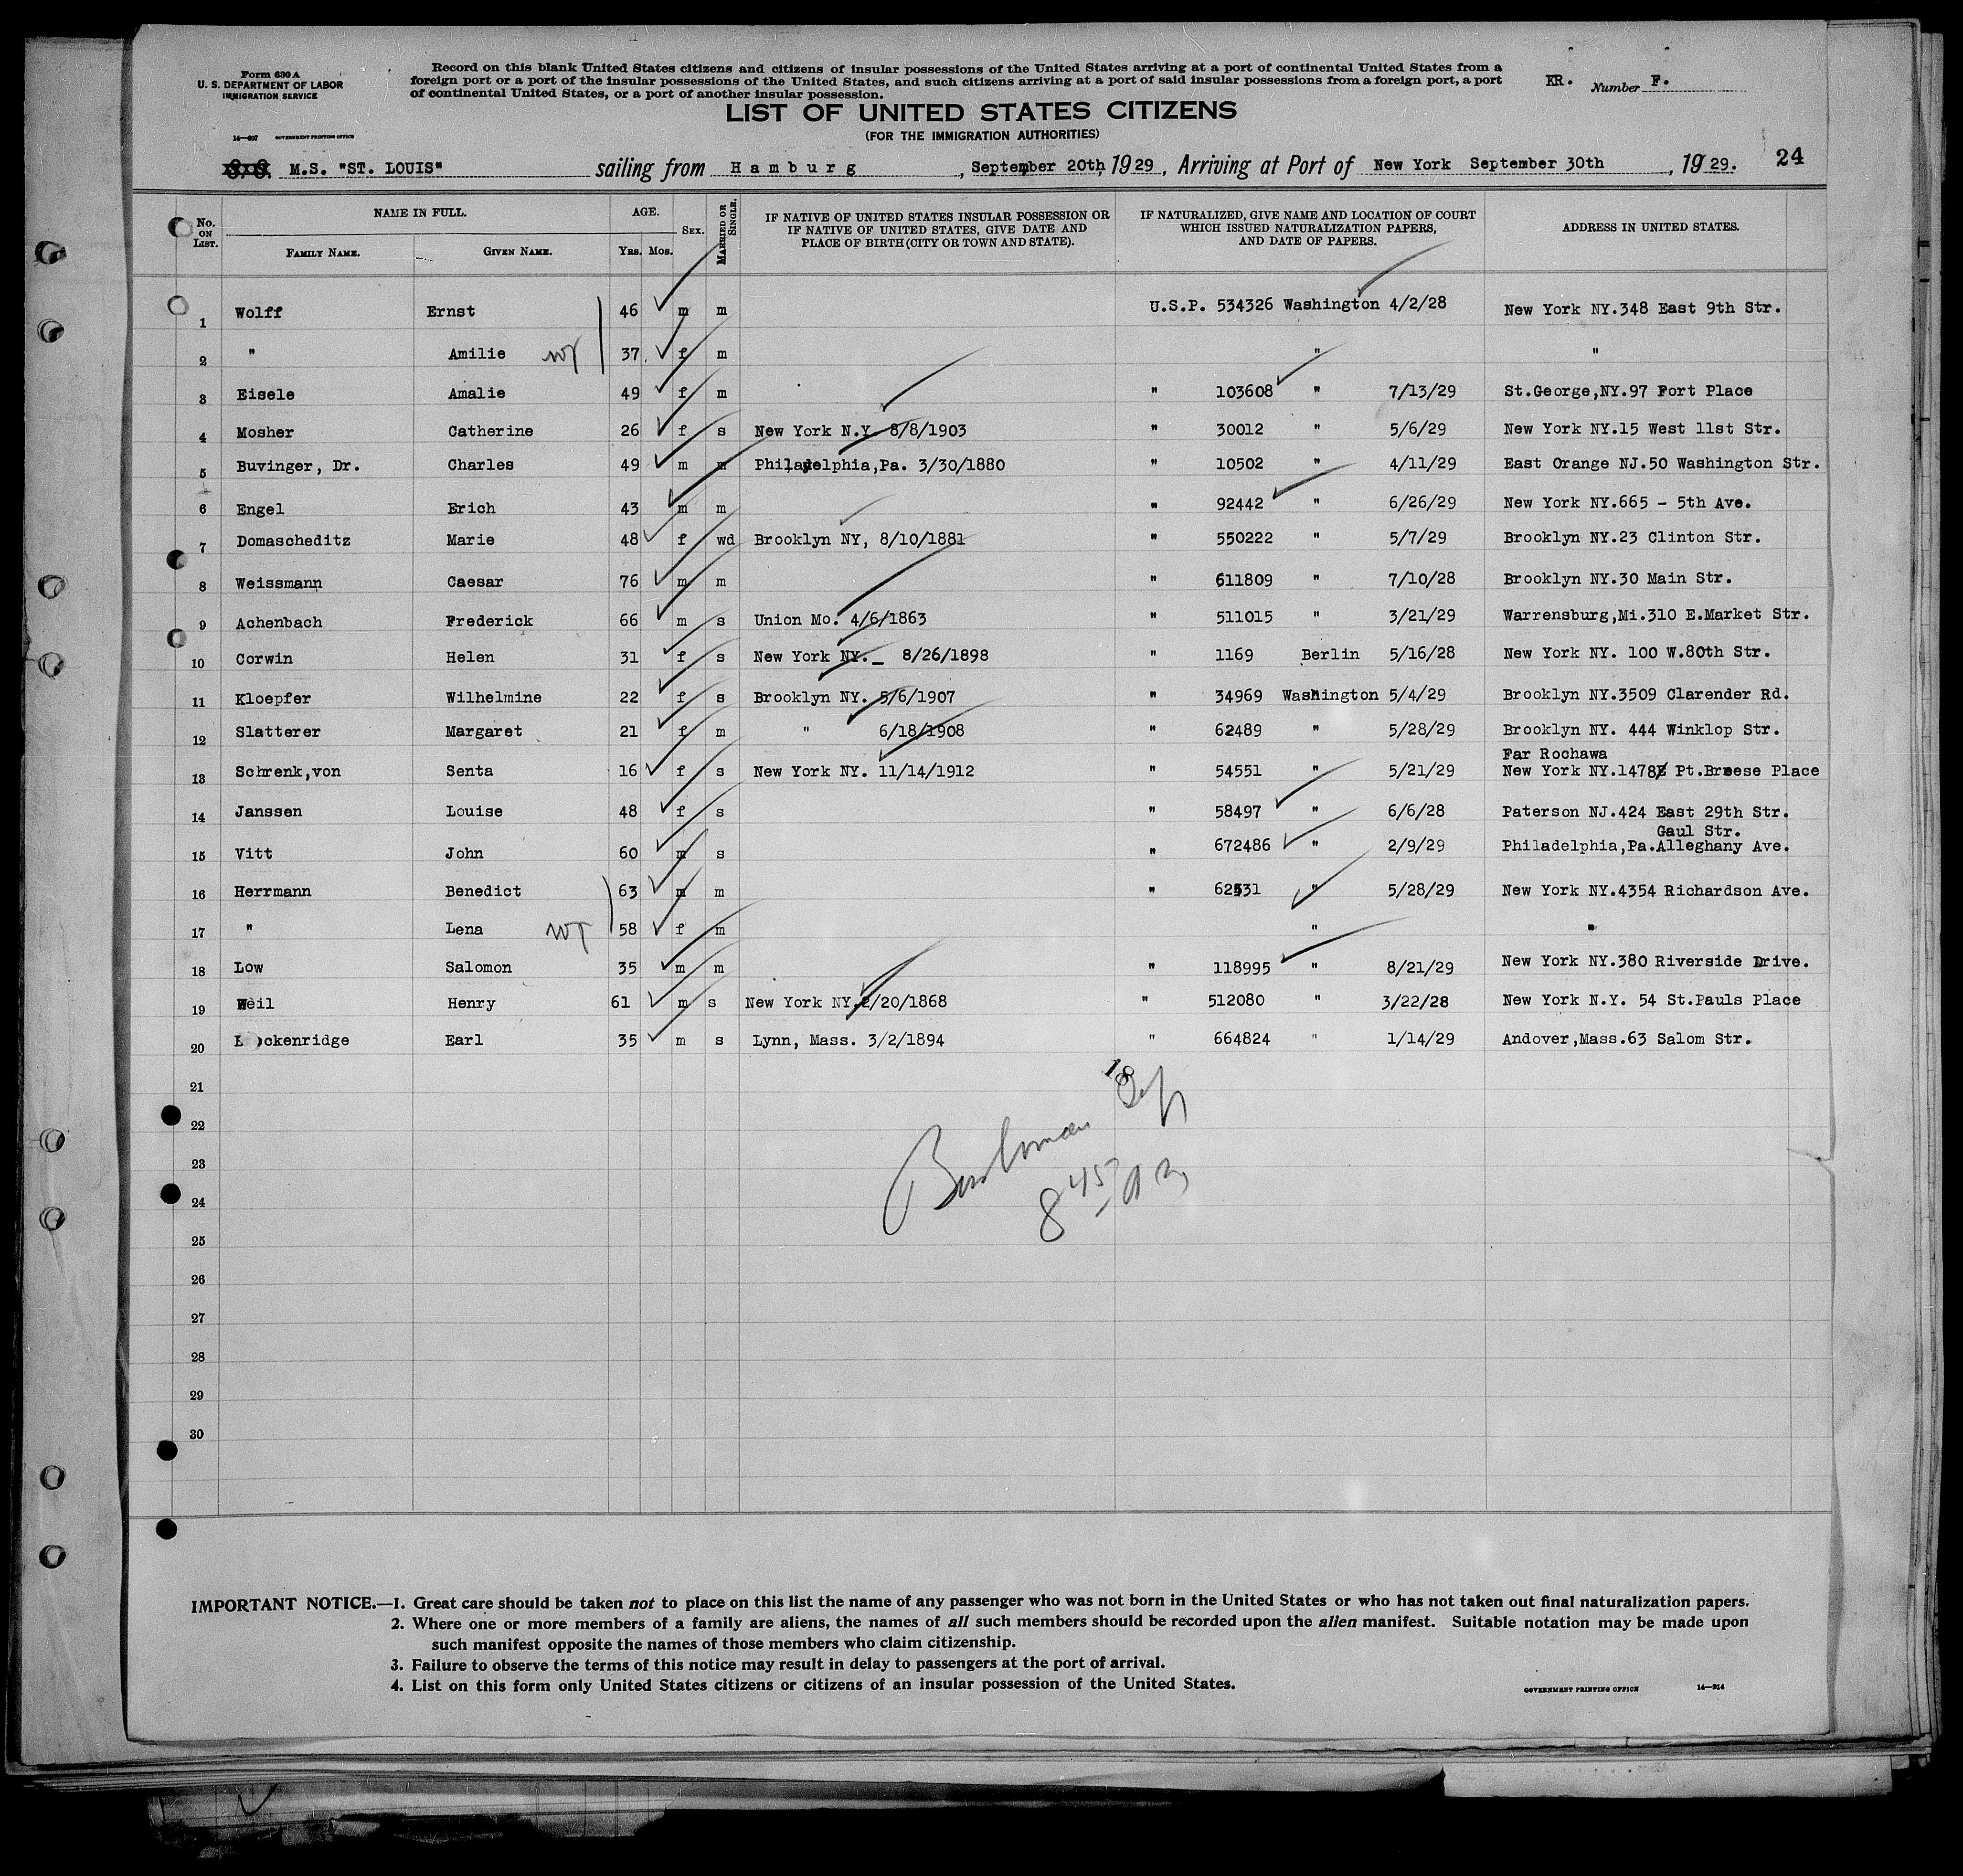 Form 630 A
U. S. DEPARTMENT OF LABOR
IMMIGRATION SERVICE
14—607 GOVERNMENT PRINTING OFFICE
Record on this blank United States citizens and citizens of insular possessions of the United States arriving at a port of continental United States from a
foreign port or a port of the insular possessions of the United States, and such citizens arriving at a port of said insular possessions from a foreign port, a port
of continental United States, or a port of another insular possession.
KR. Number F.
LIST OF UNITED STATES CITIZENS
(FOR THE IMMIGRATION AUTHORITIES)
S. S. M.S. "ST. LOUIS" sailing from Hamburg, September 20th, 1929, Arriving at Port of New York September 30th, 1929. 24
No. ON LIST. NAME IN FULL. FAMILY NAME. GIVEN NAME. AGE. YRS. MOS. SEX. MARRIED OR SINGLE. IF NATIVE OF UNITED STATES INSULAR POSSESSION OR IF NATIVE OF UNITED STATES, GIVE DATE AND PLACE OF BIRTH (CITY OR TOWN AND STATE). IF NATURALIZED, GIVE NAME AND LOCATION OF COURT WHICH ISSUED NATURALIZATION PAPERS, AND DATE OF PAPERS. ADDRESS IN UNITED STATES.
1 Wolff Ernst 46 m m U.S.P. 534326 Washington 4/2/28 New York NY.348 East 9th Str.
2 " Amilie 37 f m " "
3 Eisele Amalie 49 f m " 103608 " 7/13/29 St.George,NY.97 Fort Place
4 Mosher Catherine 26 f s New York N.Y. 8/8/1903 " 30012 " 5/6/29 New York NY.15 West 11st Str.
5 Buvinger, Dr. Charles 49 m m Philadelphia,Pa. 3/30/1880 " 10502 " 4/11/29 East Orange NJ.50 Washington Str.
6 Engel Erich 43 m m " 92442 " 6/26/29 New York NY.665 - 5th Ave.
7 Domascheditz Marie 48 f wd Brooklyn NY, 8/10/1881 " 550222 " 5/7/29 Brooklyn NY.23 Clinton Str.
8 Weissmann Caesar 76 m m " 611809 " 7/10/28 Brooklyn NY.30 Main Str.
9 Achenbach Frederick 66 m s Union Mo. 4/6/1863 " 511015 " 3/21/29 Warrensburg,Mi.310 E.Market Str.
10 Corwin Helen 31 f s New York NY._ 8/26/1898 " 1169 Berlin 5/16/28 New York NY. 100 W.80th Str.
11 Kloepfer Wilhelmine 22 f s Brooklyn NY. 5/6/1907 " 34969 Washington 5/4/29 Brooklyn NY.3509 Clarender Rd.
12 Slatterer Margaret 21 f m " 6/18/1908 " 62489 " 5/28/29 Brooklyn NY. 444 Winklop Str.
Far Rochawa
13 Schrenk,von Senta 16 f s New York NY. 11/14/1912 " 54551 " 5/21/29 New York NY.1478 Pt.Breese Place
14 Janssen Louise 48 f s " 58497 " 6/6/28 Paterson NJ.424 East 29th Str.
Gaul Str.
15 Vitt John 60 m s " 672486 " 2/9/29 Philadelphia,Pa.Alleghany Ave.
16 Herrmann Benedict 63 m m " 5/28/29 New York NY.4354 Richardson Ave.
17 " Lena 58 f m " "
18 Low Salomon 35 m m " 118995 " 8/21/29 New York NY.380 Riverside Drive.
19 Weil Henry 61 m s New York NY.2/20/1868 " 512080 " 3/22/28 New York N.Y. 54 St.Pauls Place
20 Earl 35 m s Lynn, Mass. 3/2/1894 " 664824 " 1/14/29 Andover,Mass.63 Salom Str.
21
18
22
23
8 45 AM
24
25
26
27
28
29
30
IMPORTANT NOTICE.—1. Great care should be taken not to place on this list the name of any passenger who was not born in the United States or who has not taken out final naturalization papers.
2. Where one or more members of a family are aliens, the names of all such members should be recorded upon the alien manifest. Suitable notation may be made upon
such manifest opposite the names of those members who claim citizenship.
3. Failure to observe the terms of this notice may result in delay to passengers at the port of arrival.
4. List on this form only United States citizens or citizens of an insular possession of the United States.
GOVERNMENT PRINTING OFFICE 14—214